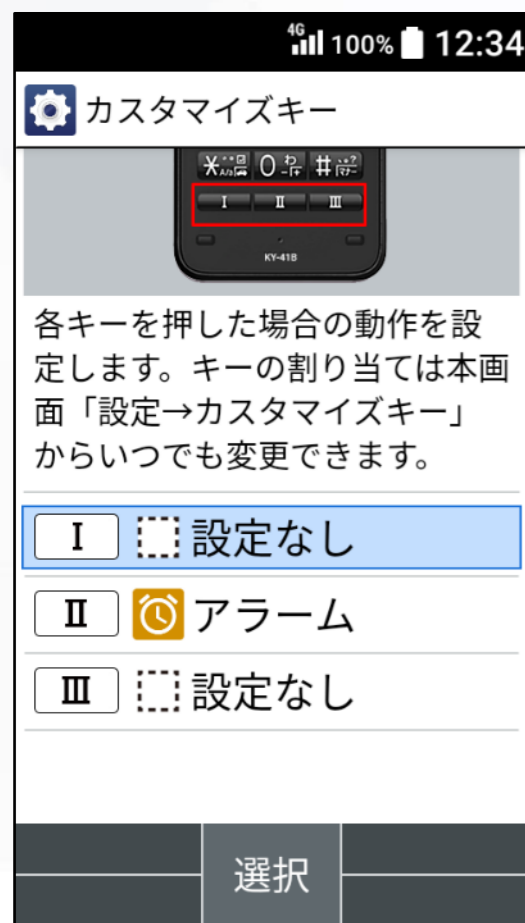 4G 100% 12:34
カスタマイズキー
0 わ #
I II III
KY-41B
各キーを押した場合の動作を設
定します。キーの割り当ては本画
面「設定→カスタマイズキー」
からいつでも変更できます。
I 設定なし
II アラーム
III 設定なし
選択